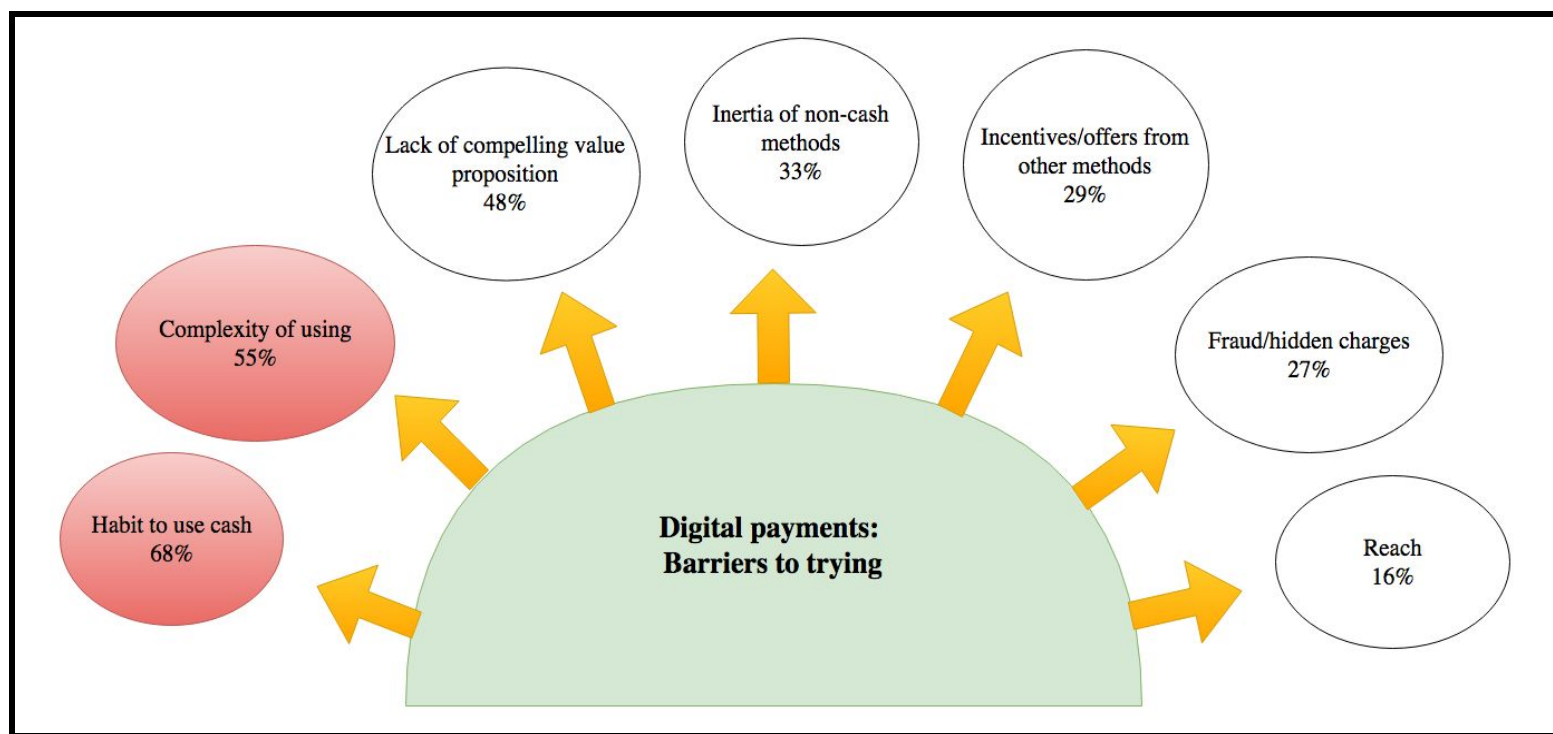 Habit to use cash
68%
Complexity of using
55%
Lack of compelling value
proposition
48%
Inertia of non-cash
methods
33%
Incentives/offers from
other methods
29%
Fraud/hidden charges
27%
Reach
16%
Digital payments:
Barriers to trying